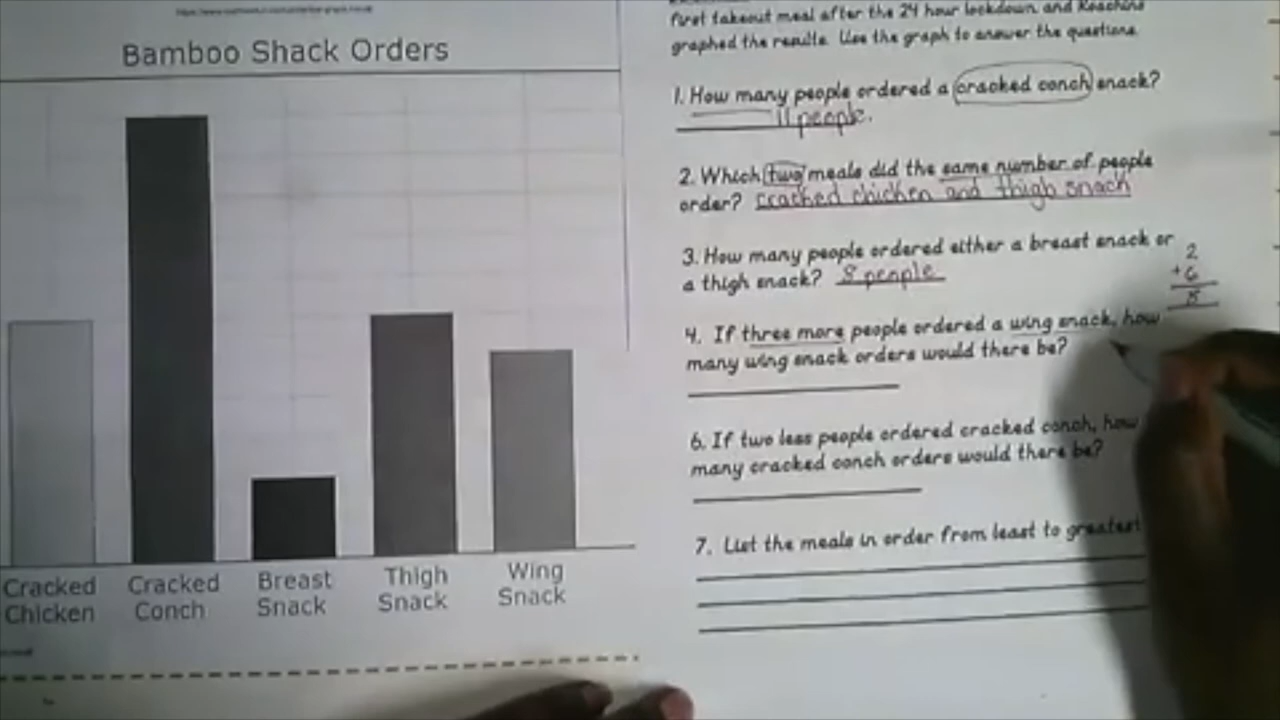 Bamboo Shack Orders
Cracked Chicken
Cracked Conch
Breast Snack
Thigh Snack
Wing Snack
first takeout meal after the 24 hour lockdown and
graphed the results. Use the graph to answer the questions.
1. How many people ordered a cracked conch snack?
11 people.
2. Which two meals did the same number of people
order? cracked chicken and thigh snack
3. How many people ordered either a breast snack or
a thigh snack? 8 people
2
+6
8
4. If three more people ordered a wing snack, how
many wing snack orders would there be?
6. If two less people ordered cracked conch, how
many cracked conch orders would there be?
7. List the meals in order from least to greatest